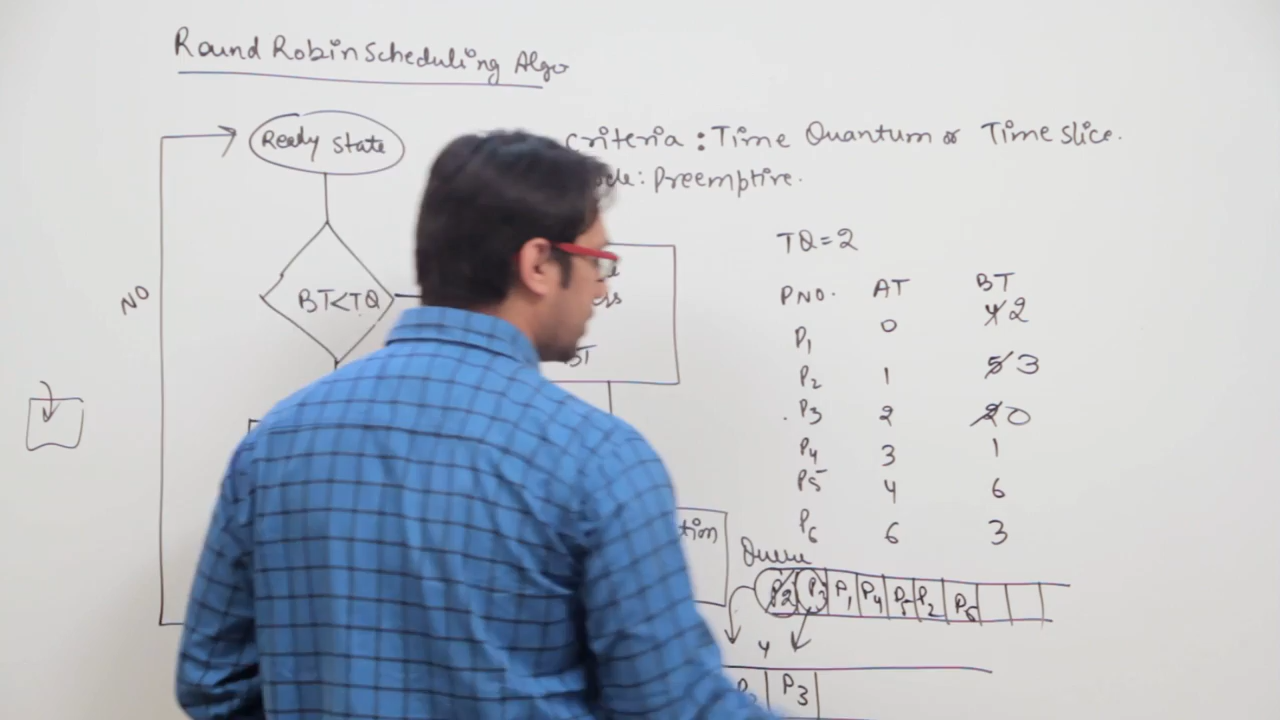 Round Robin Scheduling Algo
Ready State
criteria : Time Quantum or Time slice.
: Preemptive.
TQ=2
NO
BT<TQ
PNO. AT BT
P1 0 4 2
P2 1 5 3
P3 2 2 0
P4 3 1
P5 4 6
P6 6 3
Queue
P2 P3 P1 P4 P5 P2 P6
4
P2 P3